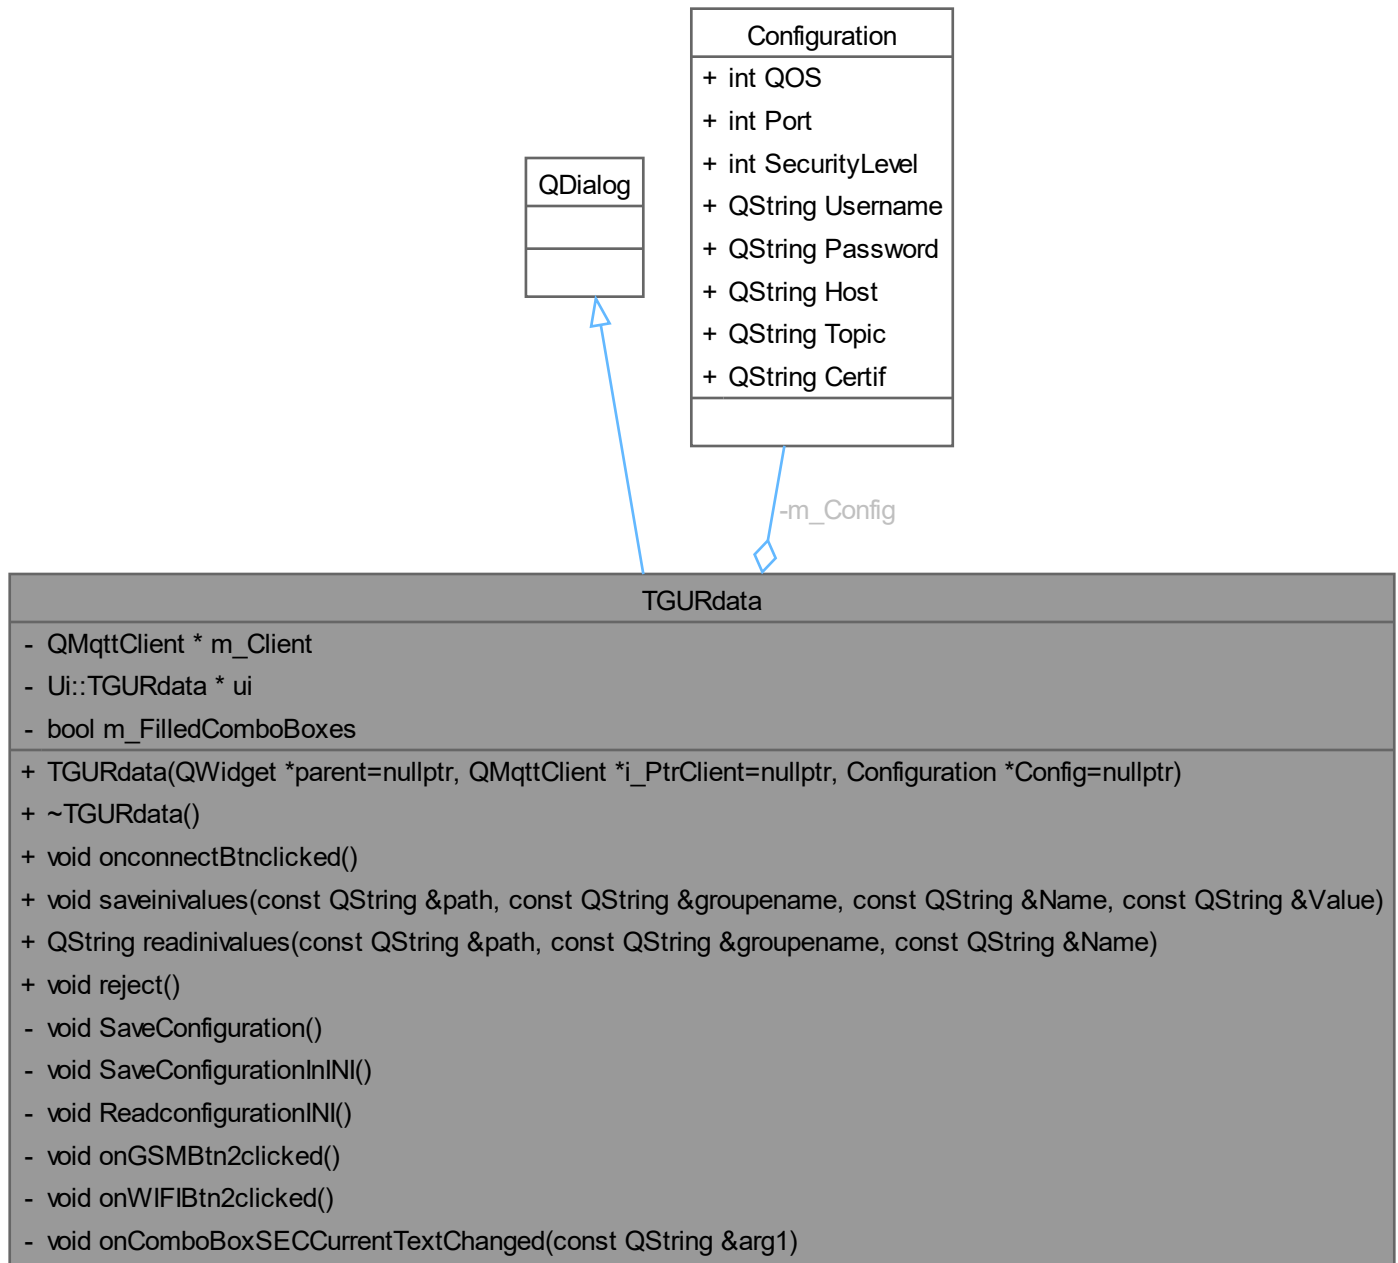 Configuration
+ int QOS
+ int Port
+ int SecurityLevel
+ QString Username
+ QString Password
+ QString Host
+ QString Topic
+ QString Certif
QDialog
-m_Config
TGURdata
- QMqttClient * m_Client
- Ui::TGURdata * ui
- bool m_FilledComboBoxes
+ TGURdata(QWidget *parent=nullptr, QMqttClient *i_PtrClient=nullptr, Configuration *Config=nullptr)
+ ~TGURdata()
+ void onconnectBtnclicked()
+ void saveinivalues(const QString &path, const QString &groupename, const QString &Name, const QString &Value)
+ QString readinivalues(const QString &path, const QString &groupename, const QString &Name)
+ void reject()
- void SaveConfiguration()
- void SaveConfigurationInINI()
- void ReadconfigurationINI()
- void onGSMBtn2clicked()
- void onWIFIBtn2clicked()
- void onComboBoxSECCurrentTextChanged(const QString &arg1)